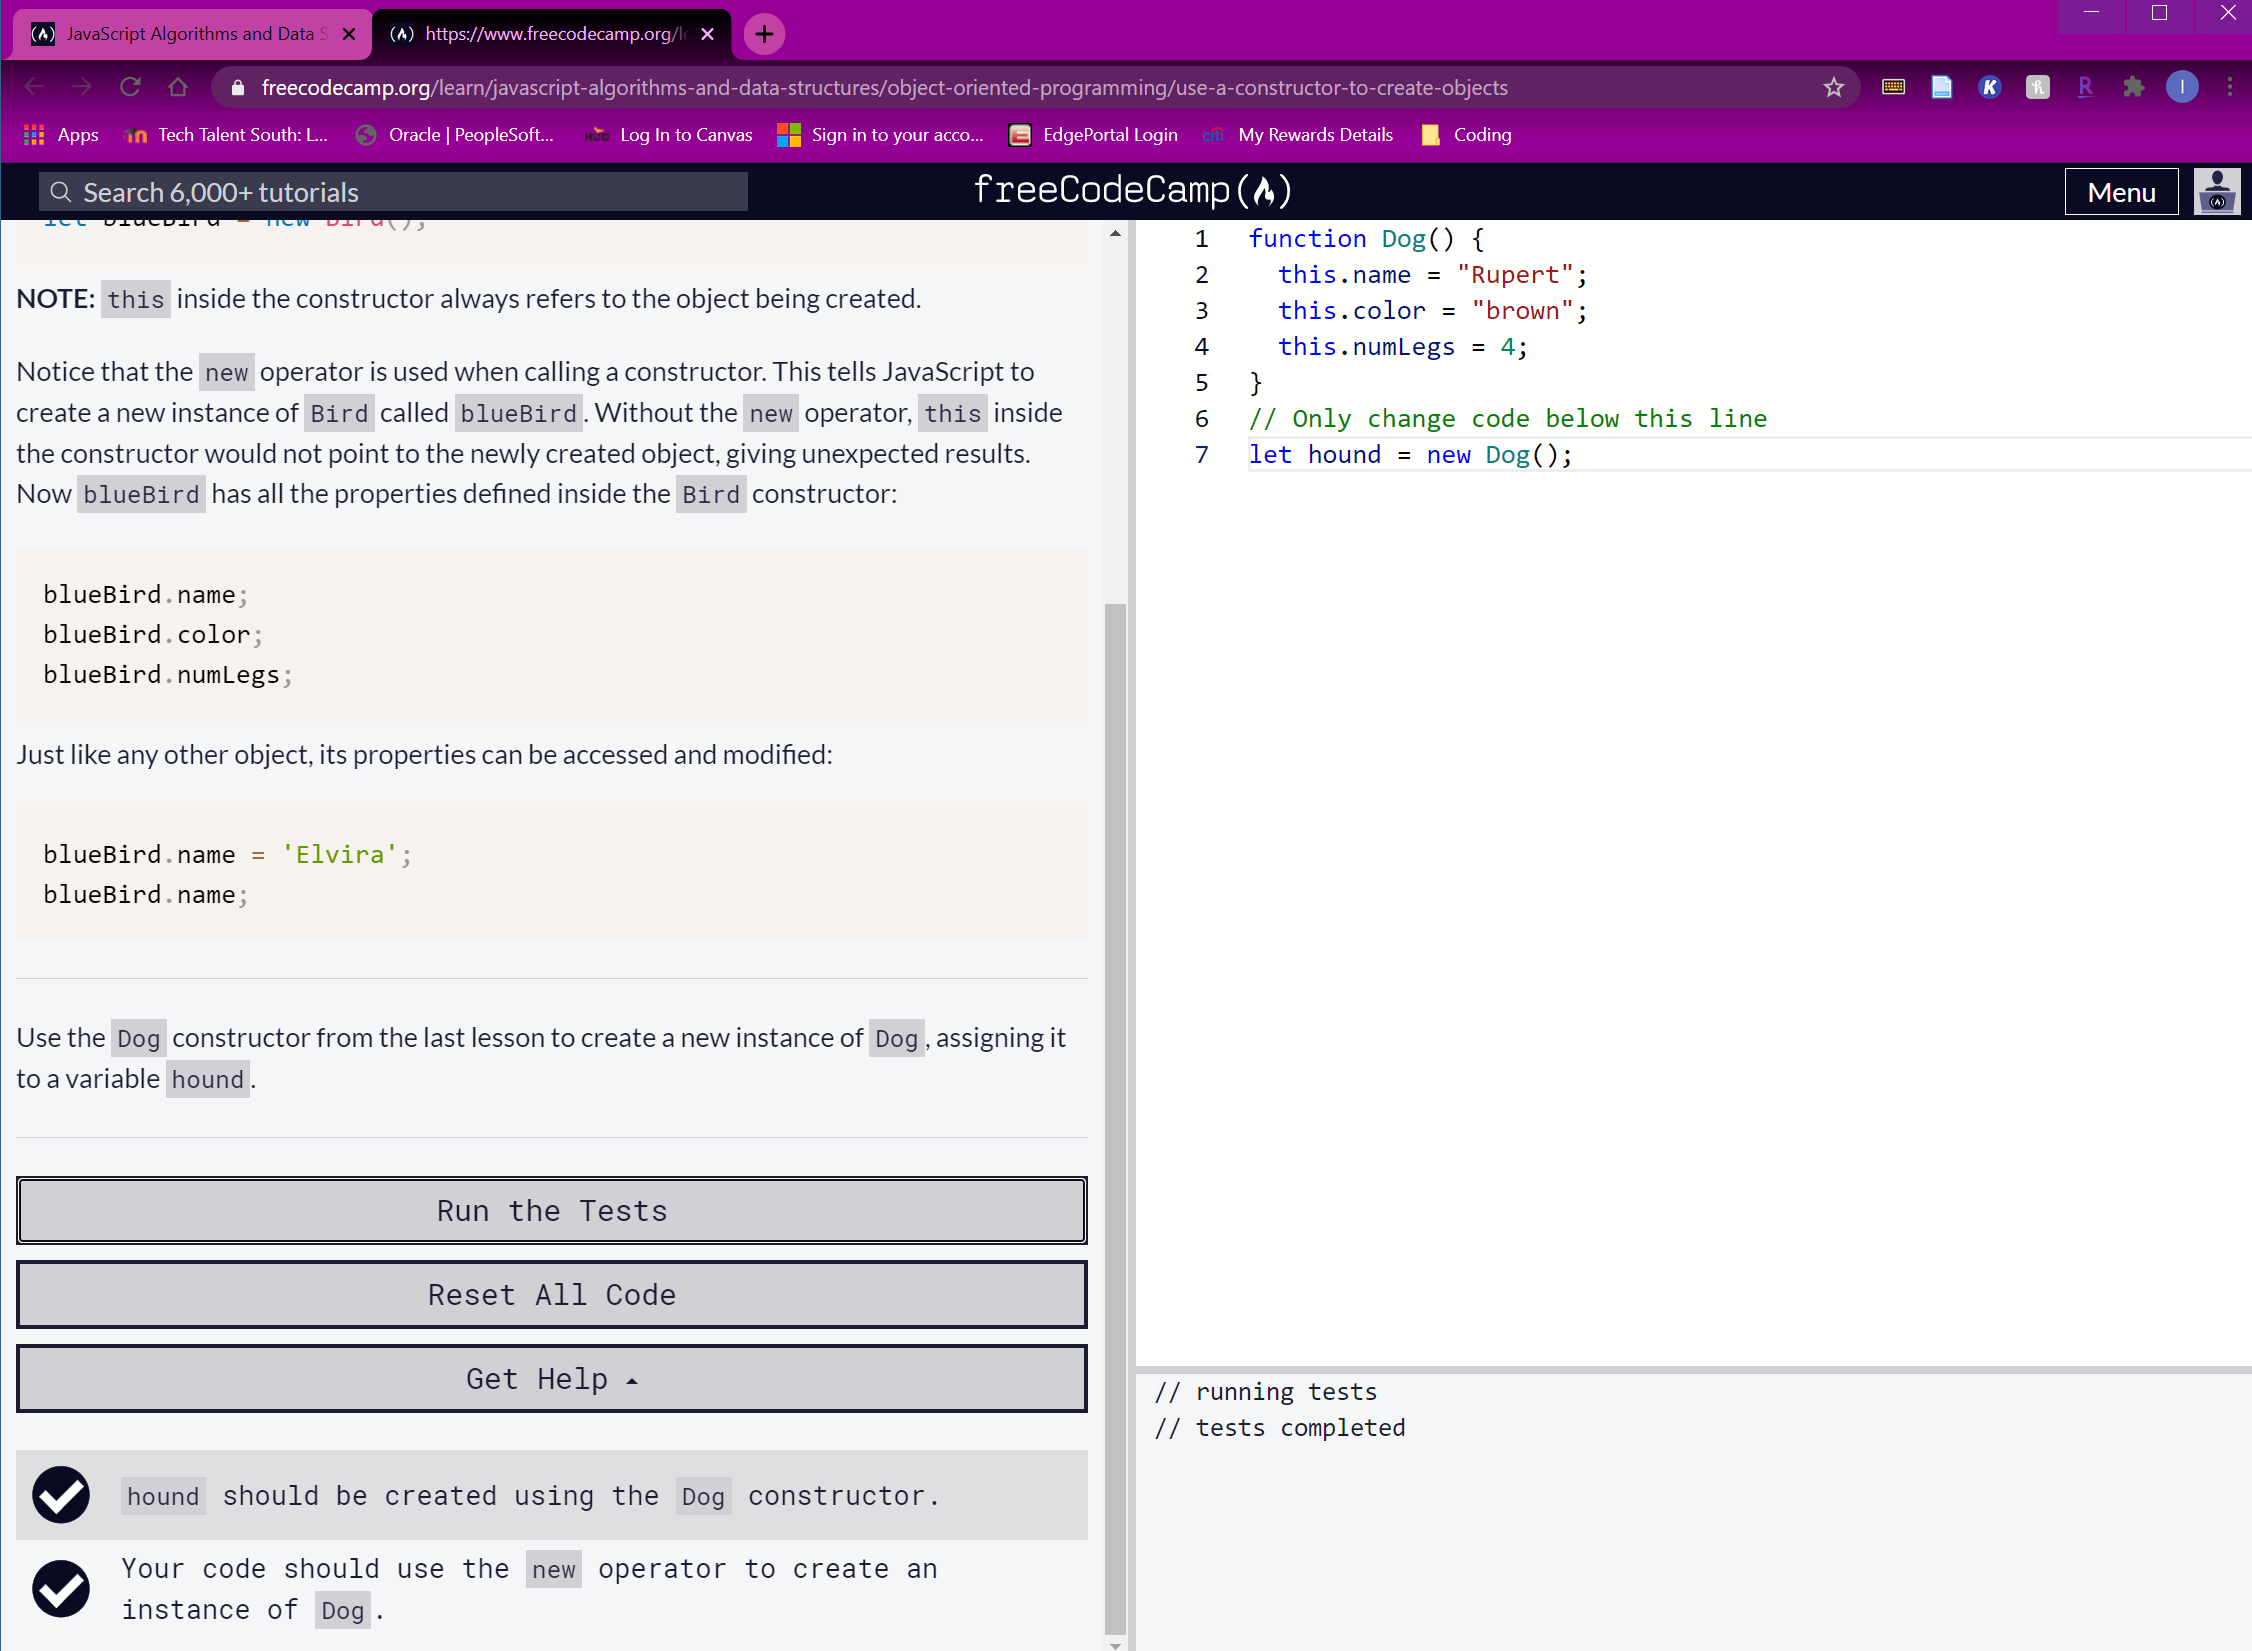 JavaScript Algorithms and Data S
https://www.freecodecamp.org/le
freecodecamp.org/learn/javascript-algorithms-and-data-structures/object-oriented-programming/use-a-constructor-to-create-objects
Apps Tech Talent South: L... Oracle | PeopleSoft... Log In to Canvas Sign in to your acco... EdgePortal Login My Rewards Details Coding
Search 6,000+ tutorials
freeCodeCamp
Menu
let blueBird = new Bird();
NOTE: this inside the constructor always refers to the object being created.
Notice that the new operator is used when calling a constructor. This tells JavaScript to
create a new instance of Bird called blueBird. Without the new operator, this inside
the constructor would not point to the newly created object, giving unexpected results.
Now blueBird has all the properties defined inside the Bird constructor:
blueBird.name;
blueBird.color;
blueBird.numLegs;
Just like any other object, its properties can be accessed and modified:
blueBird.name = 'Elvira';
blueBird.name;
Use the Dog constructor from the last lesson to create a new instance of Dog, assigning it
to a variable hound.
Run the Tests
Reset All Code
Get Help
hound should be created using the Dog constructor.
Your code should use the new operator to create an
instance of Dog.
1 function Dog() {
2 this.name = "Rupert";
3 this.color = "brown";
4 this.numLegs = 4;
5 }
6 // Only change code below this line
7 let hound = new Dog();
// running tests
// tests completed